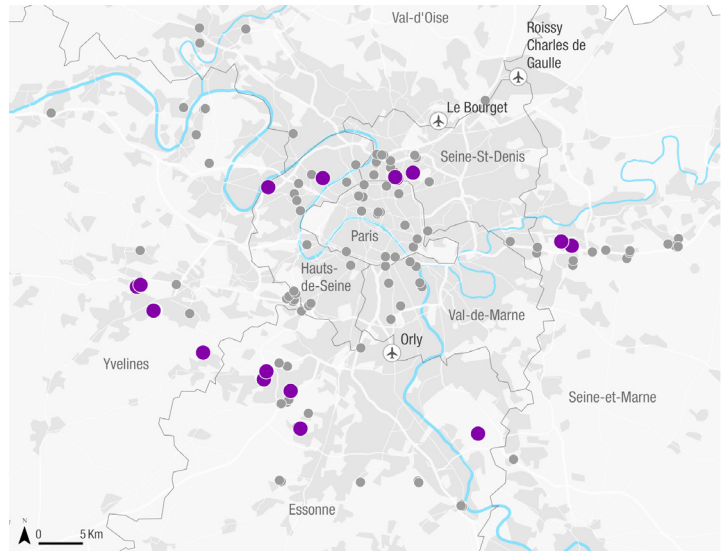 Val-d'Oise
Roissy
Charles de
Gaulle
Le Bourget
Seine-St-Denis
Paris
Hauts-
de-Seine
Val-de-Marne
Orly
Yvelines
Seine-et-Marne
Essonne
N
0 5 Km